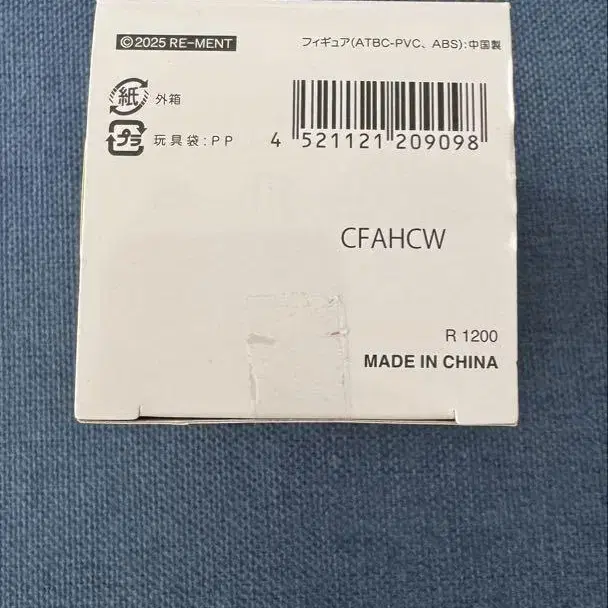 ©2025 RE-MENT
フィギュア(ATBC-PVC、ABS):中国製
紙 外箱
プラ 玩具袋:PP
4 521121 209098
CFAHCW
R 1200
MADE IN CHINA